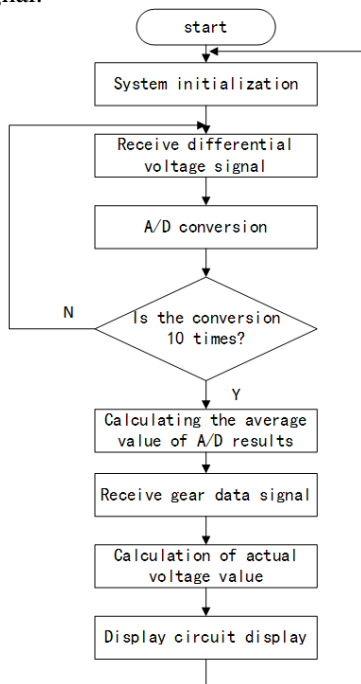 gnal.
start
System initialization
Receive differential
voltage signal
A/D conversion
Is the conversion
10 times?
N
Y
Calculating the average
value of A/D results
Receive gear data signal
Calculation of actual
voltage value
Display circuit display